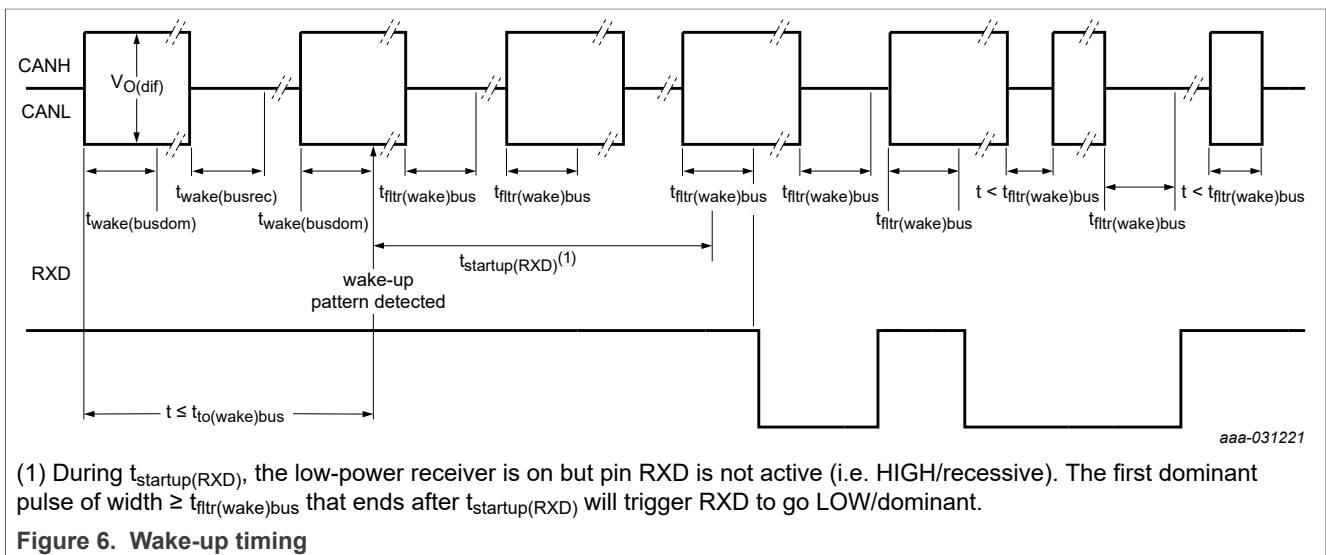 CANH
V_O(dif)
CANL
t_wake(busrec)
t_fltr(wake)bus
t_fltr(wake)bus
t_fltr(wake)bus
t_fltr(wake)bus
t < t_fltr(wake)bus
t < t_fltr(wake)bus
t_wake(busdom)
t_wake(busdom)
t_fltr(wake)bus
t_fltr(wake)bus
t_startup(RXD)(1)
RXD
wake-up
pattern detected
t ≤ t_to(wake)bus
aaa-031221
(1) During t_startup(RXD), the low-power receiver is on but pin RXD is not active (i.e. HIGH/recessive). The first dominant
pulse of width ≥ t_fltr(wake)bus that ends after t_startup(RXD) will trigger RXD to go LOW/dominant.
Figure 6. Wake-up timing